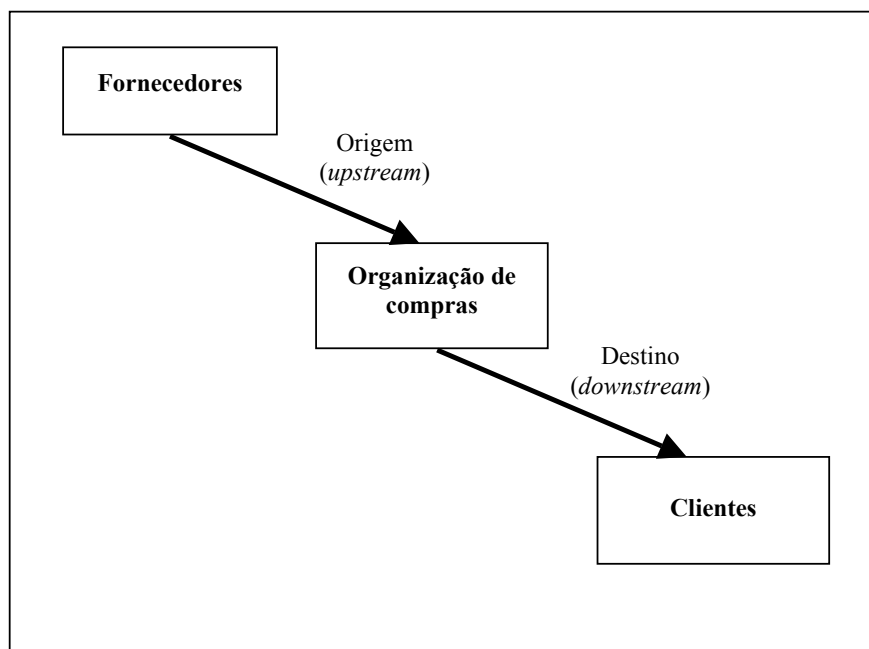 Fornecedores
Origem
(upstream)
Organização de
compras
Destino
(downstream)
Clientes